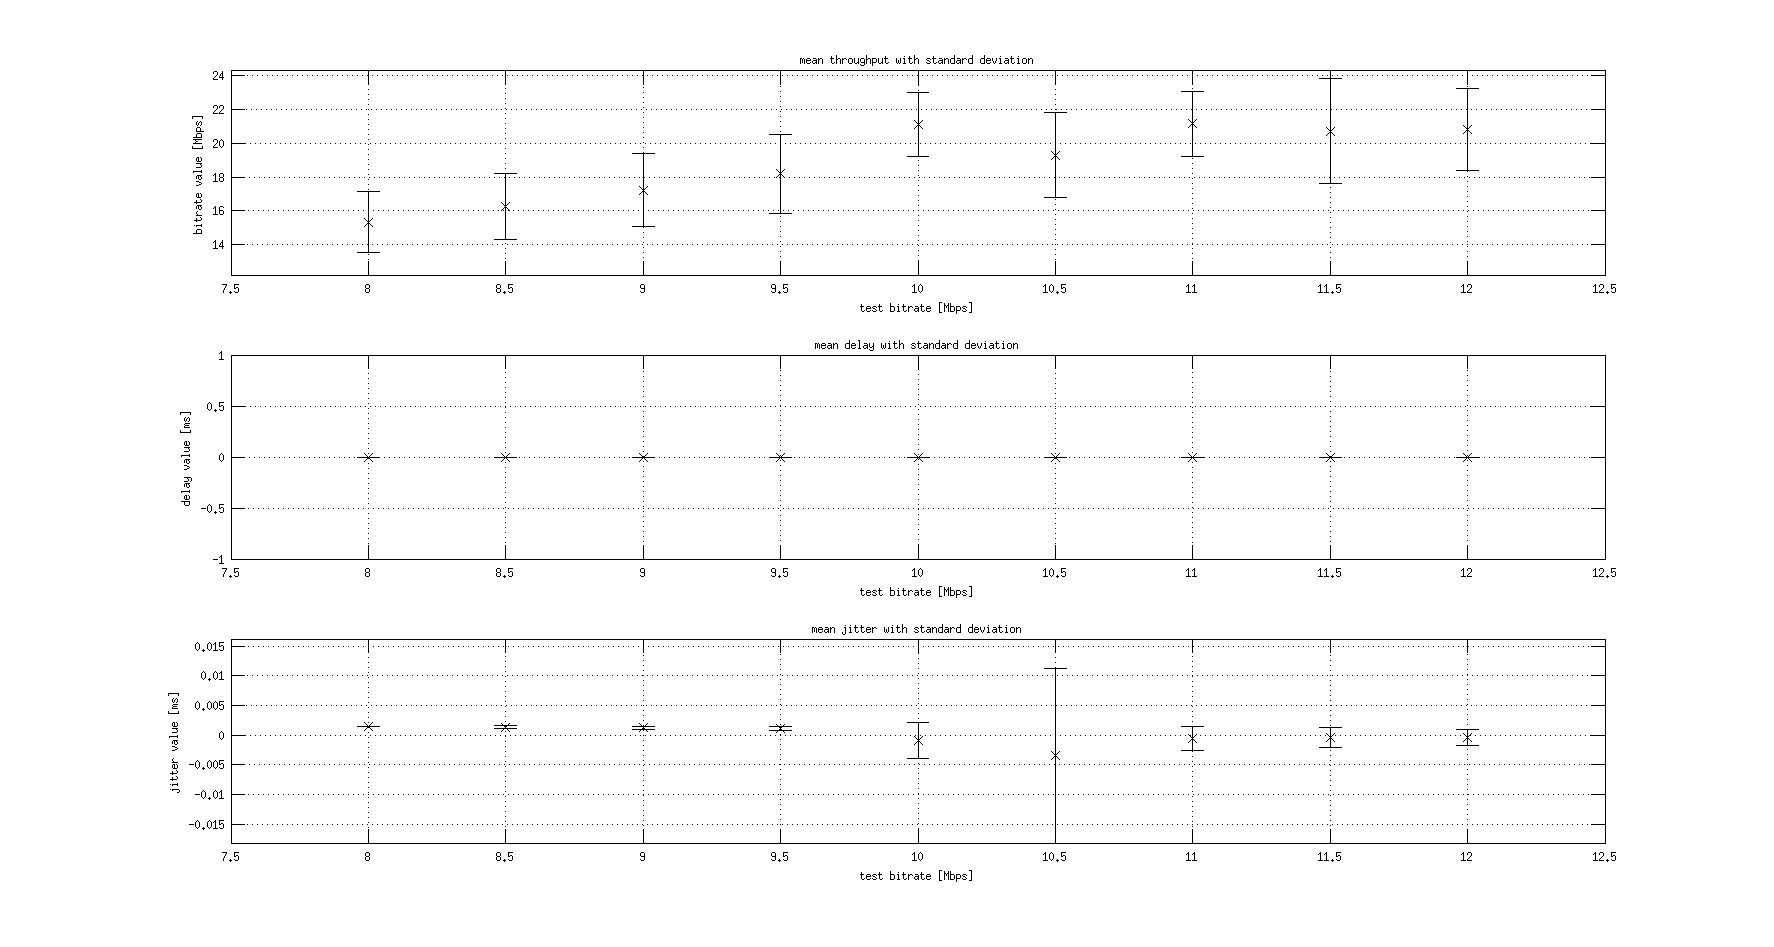 mean throughput with standard deviation
bitrate value [Mbps]
24
22
20
18
16
14
7.5 8 8.5 9 9.5 10 10.5 11 11.5 12 12.5
test bitrate [Mbps]
mean delay with standard deviation
delay value [ms]
1
0.5
0
-0.5
-1
7.5 8 8.5 9 9.5 10 10.5 11 11.5 12 12.5
test bitrate [Mbps]
mean jitter with standard deviation
jitter value [ms]
0.015
0.01
0.005
0
-0.005
-0.01
-0.015
7.5 8 8.5 9 9.5 10 10.5 11 11.5 12 12.5
test bitrate [Mbps]